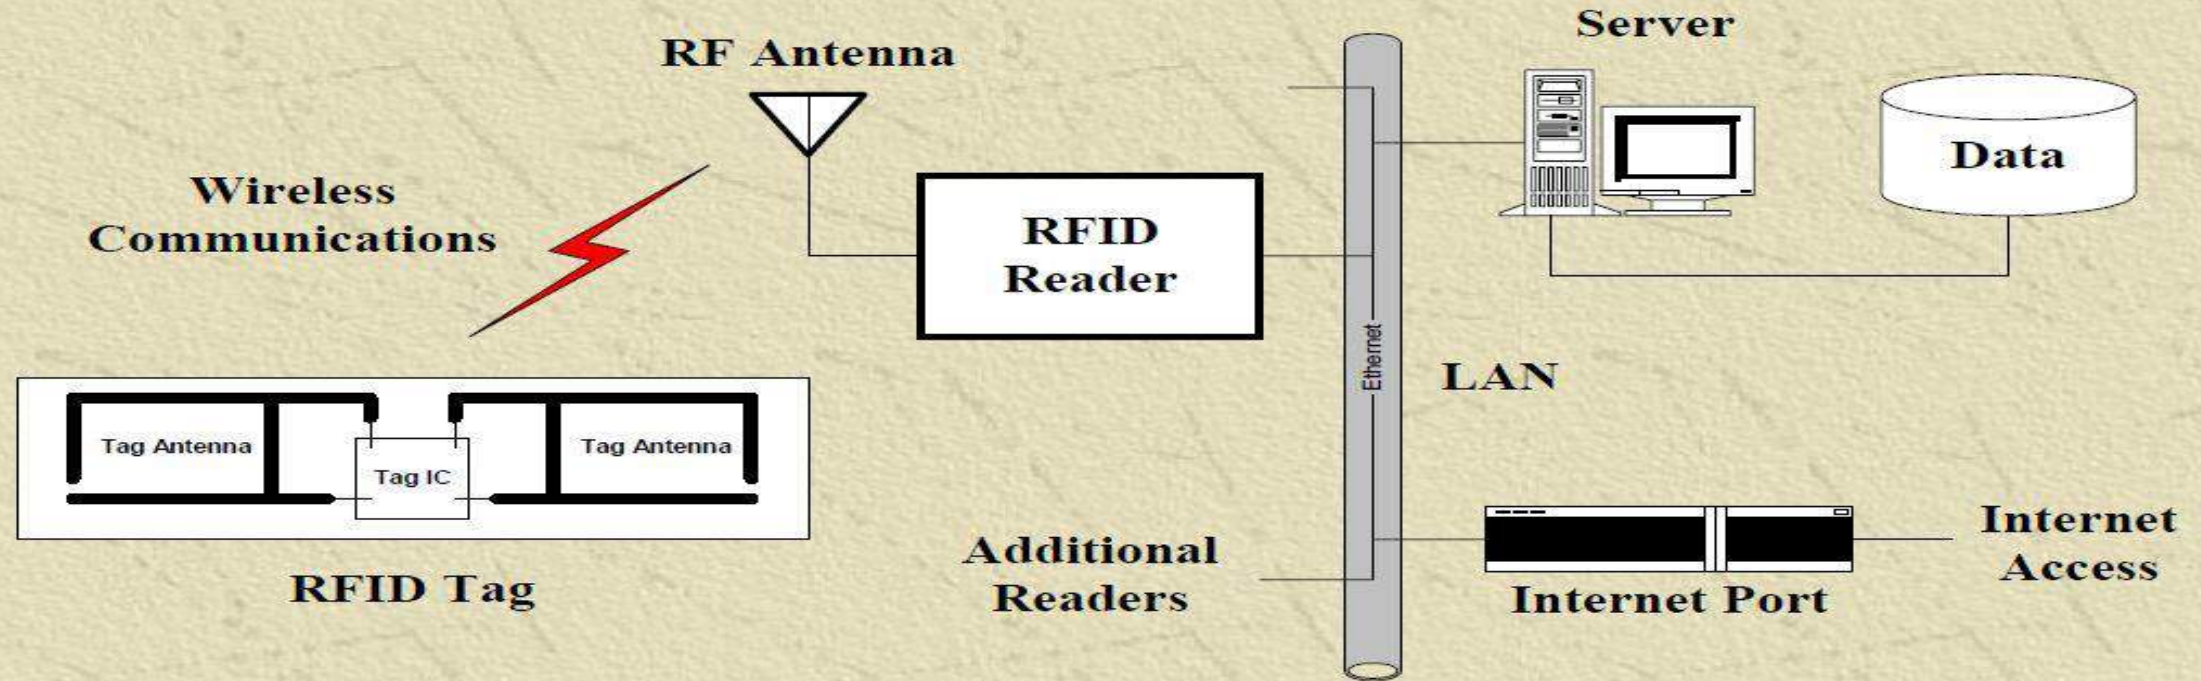 Server
RF Antenna
Data
Wireless
Communications
RFID
Reader
Ethernet
LAN
Tag Antenna
Tag IC
Tag Antenna
RFID Tag
Additional
Readers
Internet Port
Internet
Access